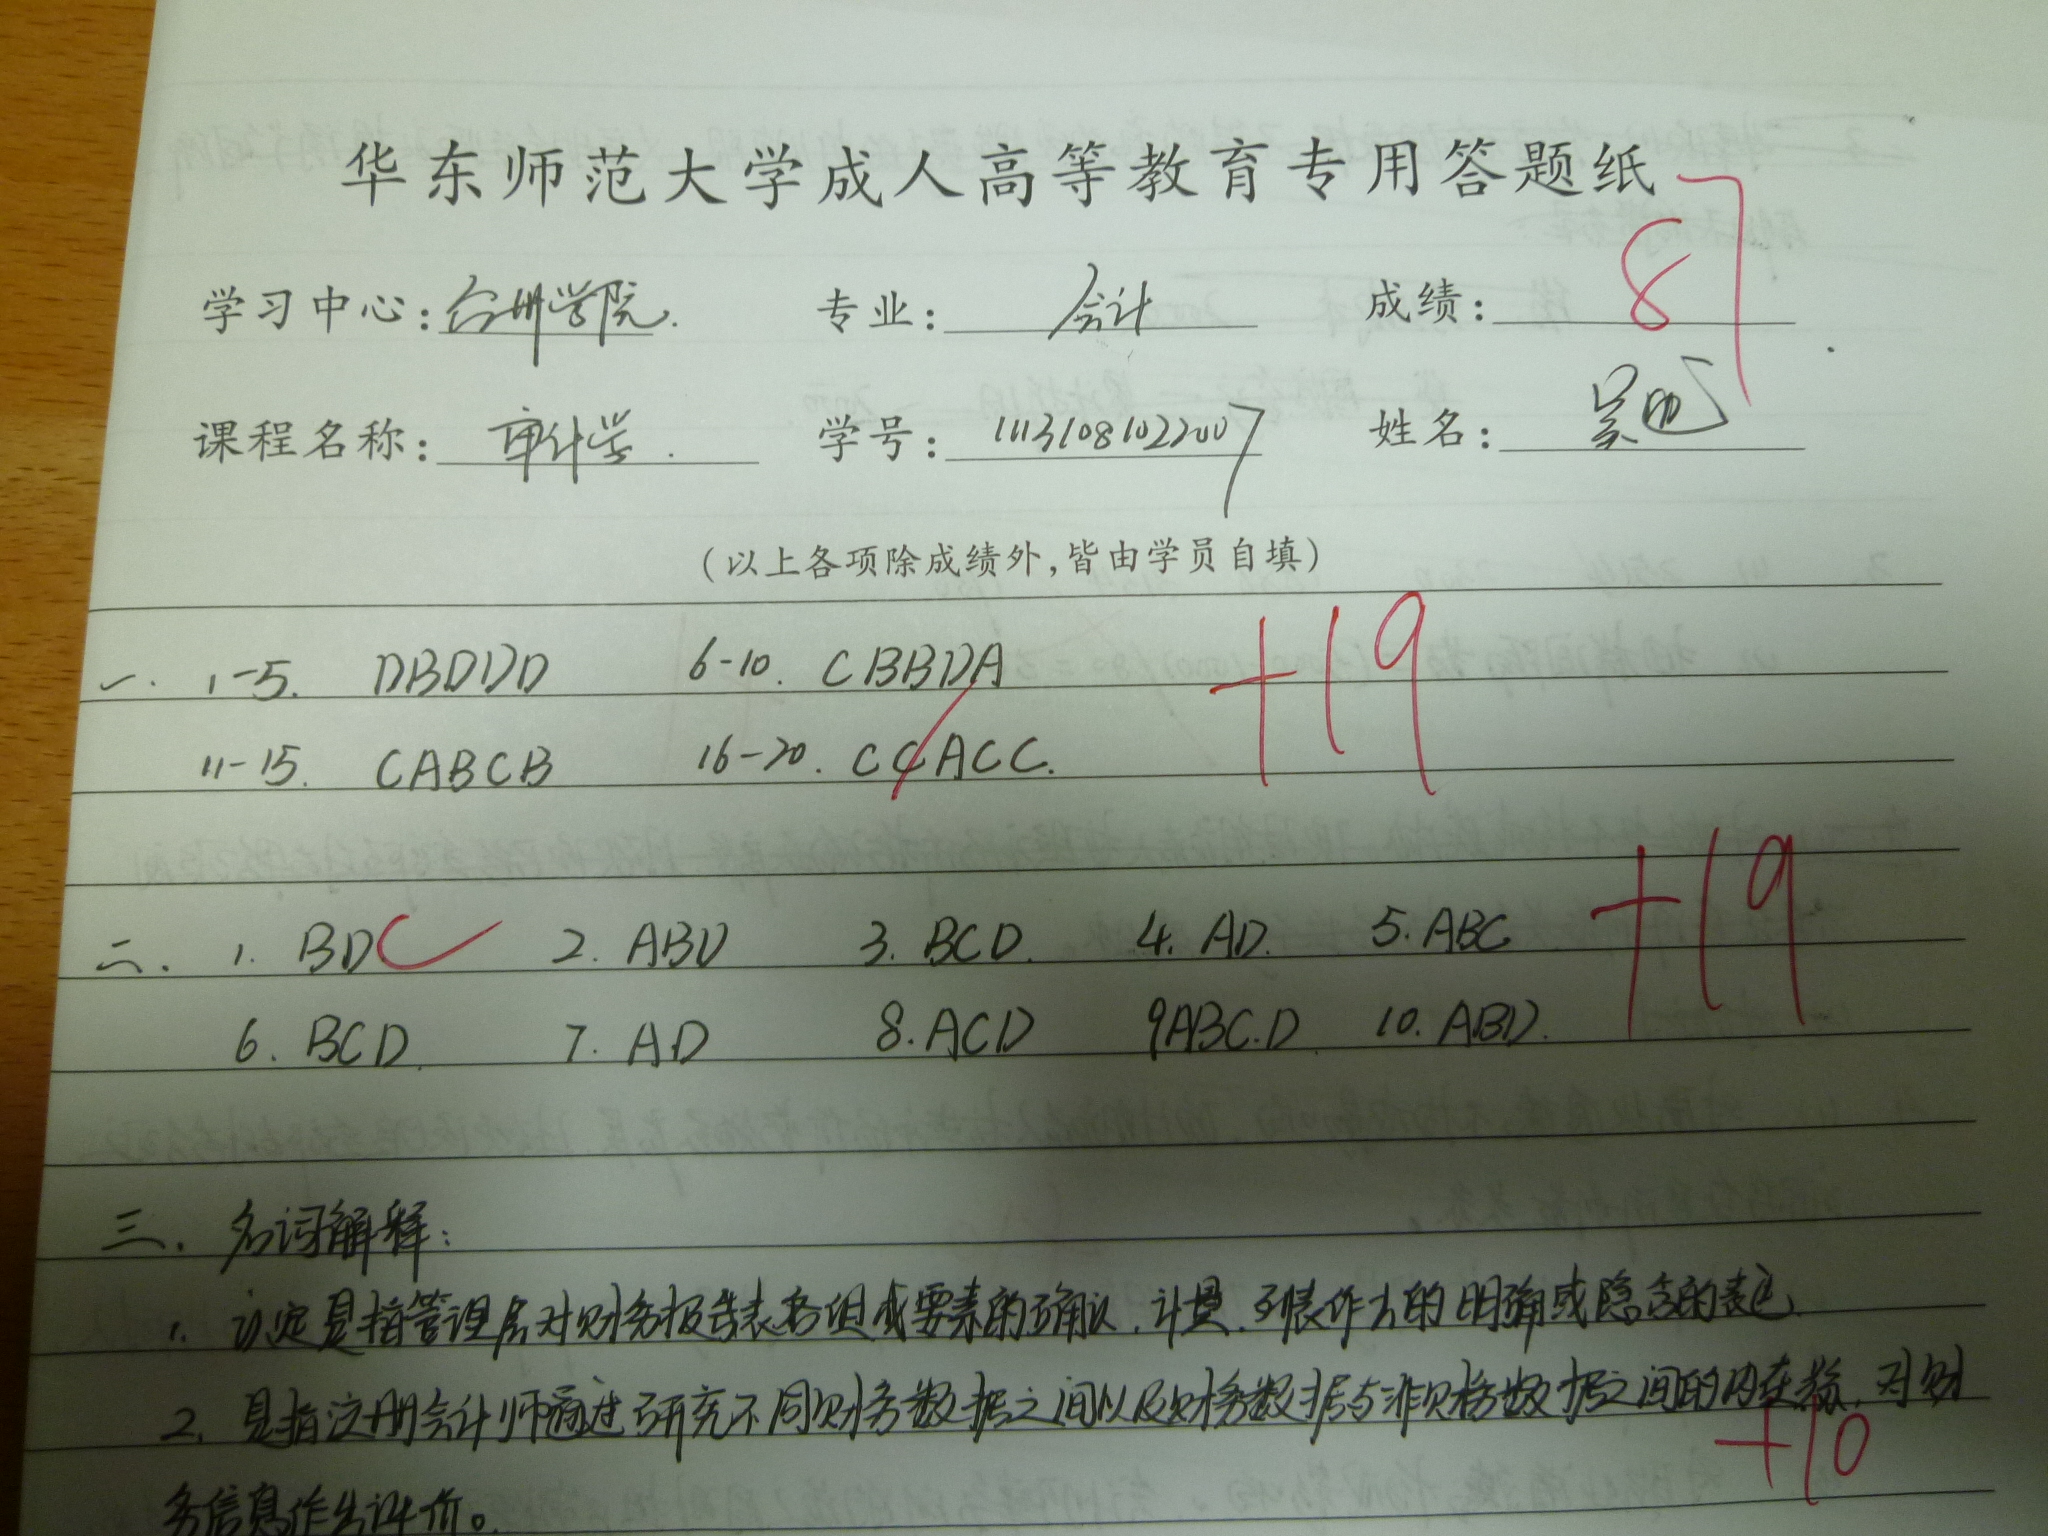 华东师范大学成人高等教育专用答题纸
学习中心：台州学院. 专业：会计 成绩：87
课程名称：审计学. 学号：11131081022007 姓名：吴
（以上各项除成绩外，皆由学员自填）
一. 1-5. DBDDD 6-10. CBBDA +19
11-15. CABCB 16-20. CCACC.
二. 1. BDC 2. ABD 3. BCD. 4. AD. 5. ABC +19
6. BCD. 7. AD 8. ACD 9ABC.D. 10. ABD.
三. 名词解释：
1. 认定是指管理层对财务报告表各组成要素的确认.计量.列表作出的明确或隐含的表达.
2. 是指注册会计师通过研究不同财务数据之间以及财务数据与非财务数据之间的内在联系.对财
+10
务信息作出评价。